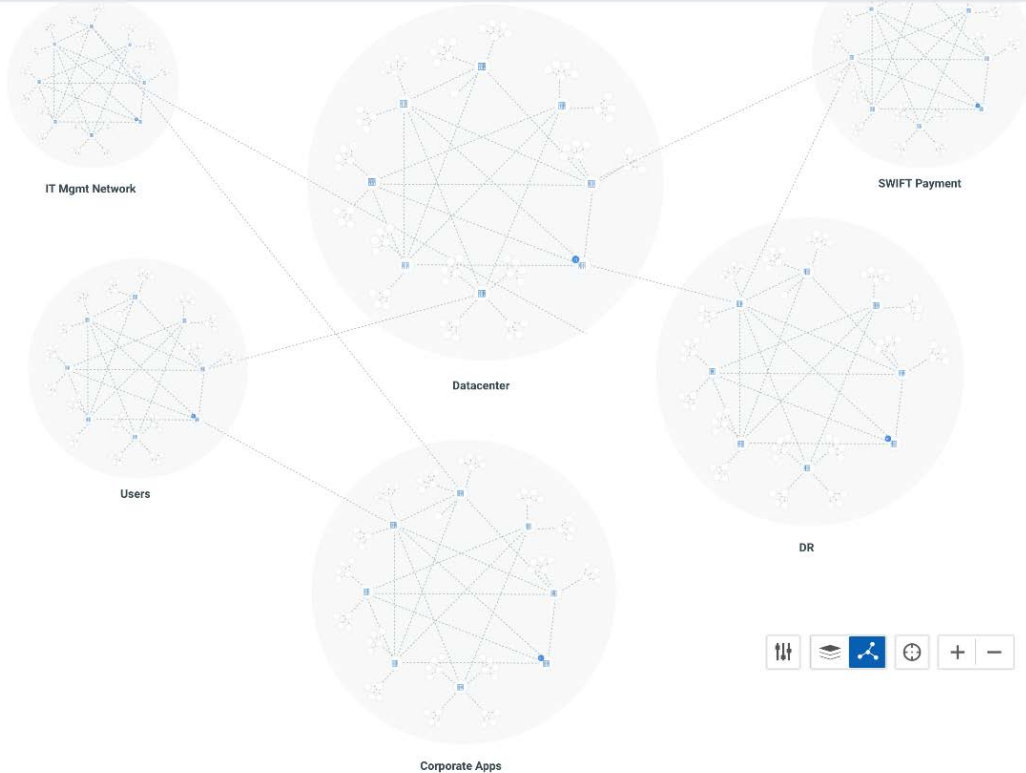 IT Mgmt Network
SWIFT Payment
Datacenter
Users
DR
Corporate Apps